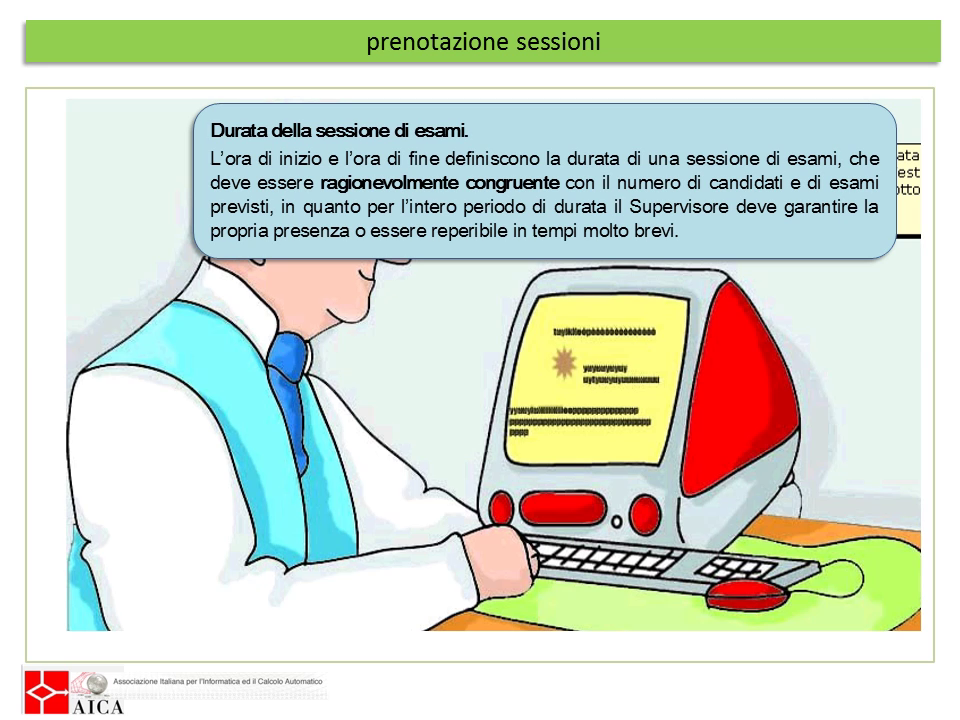 prenotazione sessioni
Durata della sessione di esami.
L’ora di inizio e l’ora di fine definiscono la durata di una sessione di esami, che
deve essere ragionevolmente congruente con il numero di candidati e di esami
previsti, in quanto per l’intero periodo di durata il Supervisore deve garantire la
propria presenza o essere reperibile in tempi molto brevi.
ata
est
otto
Associazione Italiana per l’Informatica ed il Calcolo Automatico
AICA